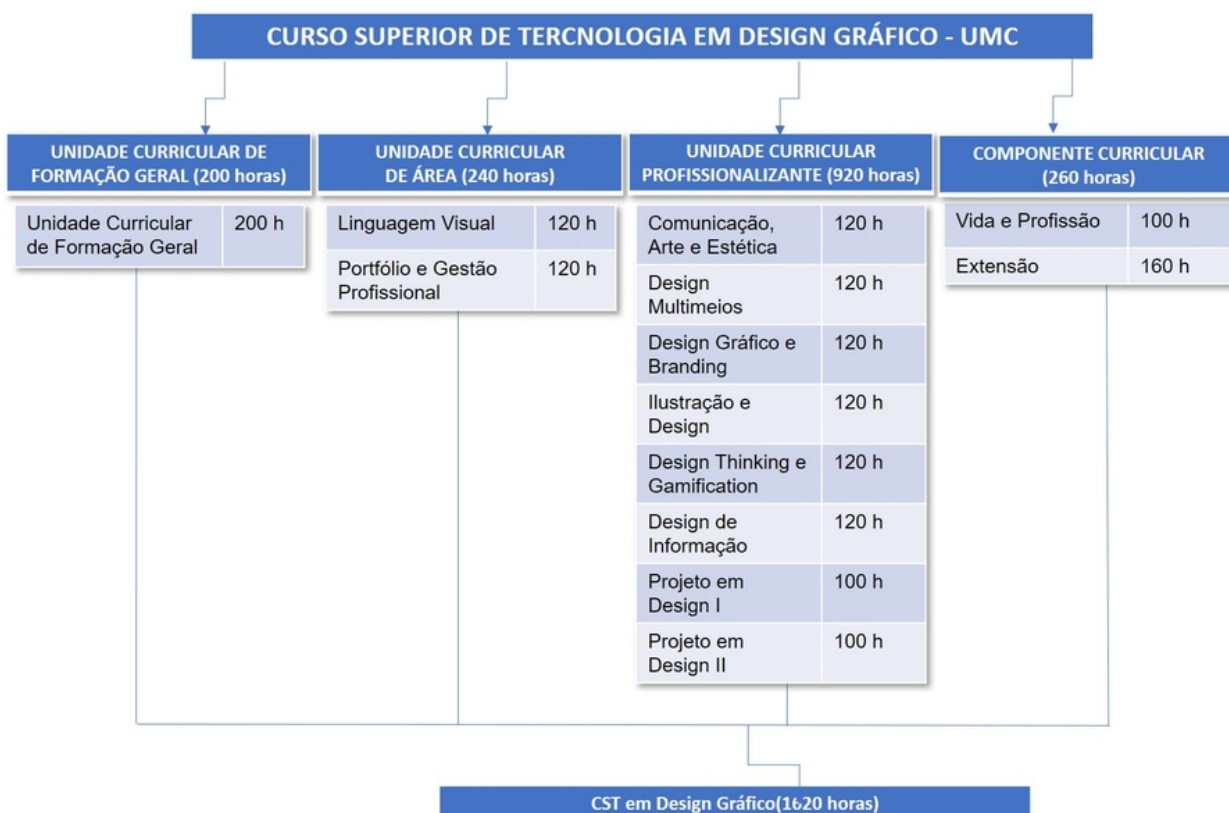 CURSO SUPERIOR DE TERCNOLOGIA EM DESIGN GRÁFICO - UMC
UNIDADE CURRICULAR DE
FORMAÇÃO GERAL (200 horas)
Unidade Curricular
de Formação Geral
200 h
UNIDADE CURRICULAR
DE ÁREA (240 horas)
Linguagem Visual
120 h
Portfólio e Gestão
Profissional
120 h
UNIDADE CURRICULAR
PROFISSIONALIZANTE (920 horas)
Comunicação,
Arte e Estética
120 h
Design
Multimeios
120 h
Design Gráfico e
Branding
120 h
Ilustração e
Design
120 h
Design Thinking e
Gamification
120 h
Design de
Informação
120 h
Projeto em
Design I
100 h
Projeto em
Design II
100 h
COMPONENTE CURRICULAR
(260 horas)
Vida e Profissão
100 h
Extensão
160 h
CST em Design Gráfico(1620 horas)